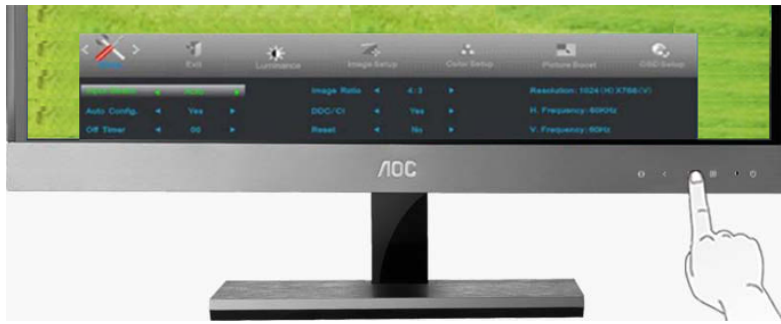 Exit
Luminance
Image Setup
Color Setup
Picture Boost
OSD Setup
Image Ratio 4:3
Resolution: 1024(H)X768(V)
Auto Config. Yes
DDC/CI Yes
H. Frequency: 60KHz
Off Timer 00
Reset No
V. Frequency: 60Hz
AOC